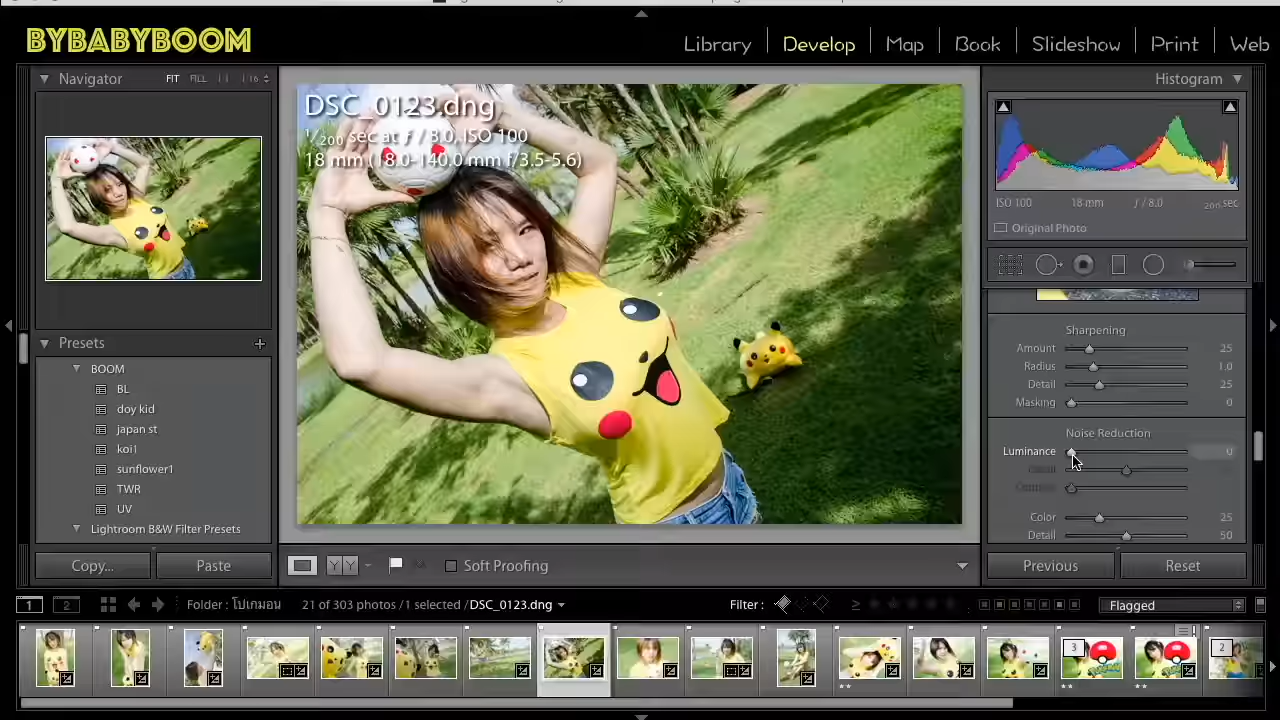 BYBABYBOOM
Library
Develop
Map
Book
Slideshow
Print
Web
Navigator
FIT
FILL
Histogram
DSC_0123.dng
1/200 sec at f / 8.0, ISO 100
18 mm (18.0-140.0 mm f/3.5-5.6)
ISO 100
18 mm
f / 8.0
1/200 sec
Original Photo
Presets
BOOM
BL
doy kid
japan st
koi1
sunflower1
TWR
UV
Lightroom B&W Filter Presets
Sharpening
Amount 25
Radius 1.0
Detail 25
Masking 0
Noise Reduction
Luminance 0
Color 25
Detail 50
Copy...
Paste
YY
Soft Proofing
Previous
Reset
1
2
Folder : โปเกมอน
21 of 303 photos /1 selected /DSC_0123.dng
Filter :
Flagged
3
2